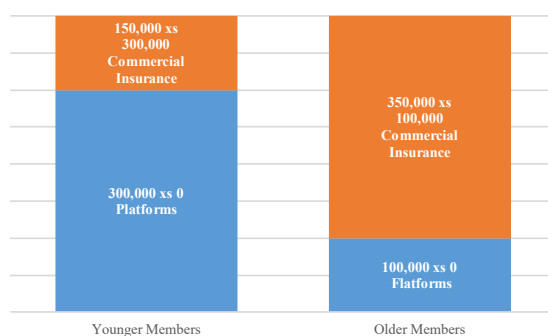 150,000 xs
300,000
Commercial
Insurance
300,000 xs 0
Platforms
350,000 xs
100,000
Commercial
Insurance
100,000 xs 0
Flatforms
Younger Members
Older Members